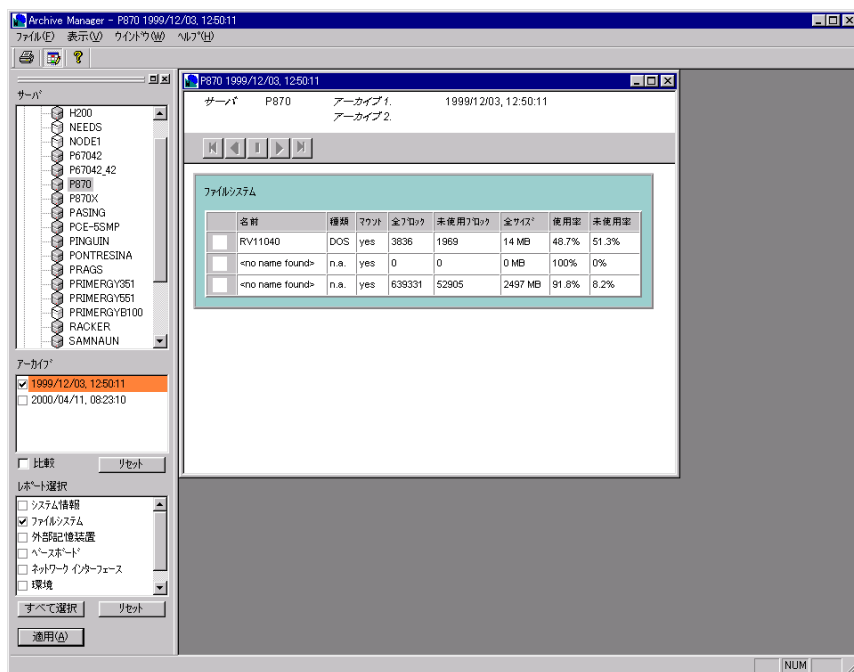 Archive Manager - P870 1999/12/03, 12:50:11
ファイル(F) 表示(V) ウインドウ(W) ヘルプ(H)
サーバ
H200
NEEDS
NODE1
P67042
P67042_42
P870
P870X
PASING
PCE-5SMP
PINGUIN
PONTRESINA
PRAGS
PRIMERGY351
PRIMERGY551
PRIMERGYB100
RACKER
SAMNAUN
アーカイブ
1999/12/03, 12:50:11
2000/04/11, 08:23:10
比較 リセット
レポート選択
システム情報
ファイルシステム
外部記憶装置
ベースボード
ネットワーク インターフェース
環境
すべて選択 リセット
適用(A)
P870 1999/12/03, 12:50:11
サーバ P870 アーカイブ 1. 1999/12/03, 12:50:11
アーカイブ 2.
ファイルシステム
名前 種類 マウント 全ブロック 未使用ブロック 全サイズ 使用率 未使用率
RV11040 DOS yes 3836 1969 14 MB 48.7% 51.3%
<no name found> n.a. yes 0 0 0 MB 100% 0%
<no name found> n.a. yes 639331 52905 2497 MB 91.8% 8.2%
NUM